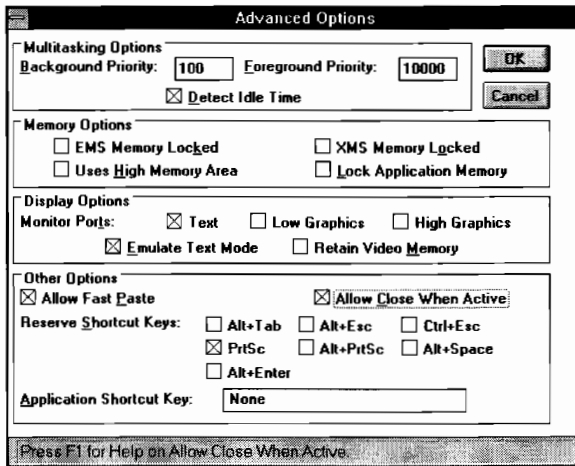 Advanced Options
Multitasking Options
Background Priority: 100 Foreground Priority: 10000
Detect Idle Time
OK
Cancel
Memory Options
EMS Memory Locked XMS Memory Locked
Uses High Memory Area Lock Application Memory
Display Options
Monitor Ports: Text Low Graphics High Graphics
Emulate Text Mode Retain Video Memory
Other Options
Allow Fast Paste Allow Close When Active
Reserve Shortcut Keys: Alt+Tab Alt+Esc Ctrl+Esc
PrtSc Alt+PrtSc Alt+Space
Alt+Enter
Application Shortcut Key: None
Press F1 for Help on Allow Close When Active.